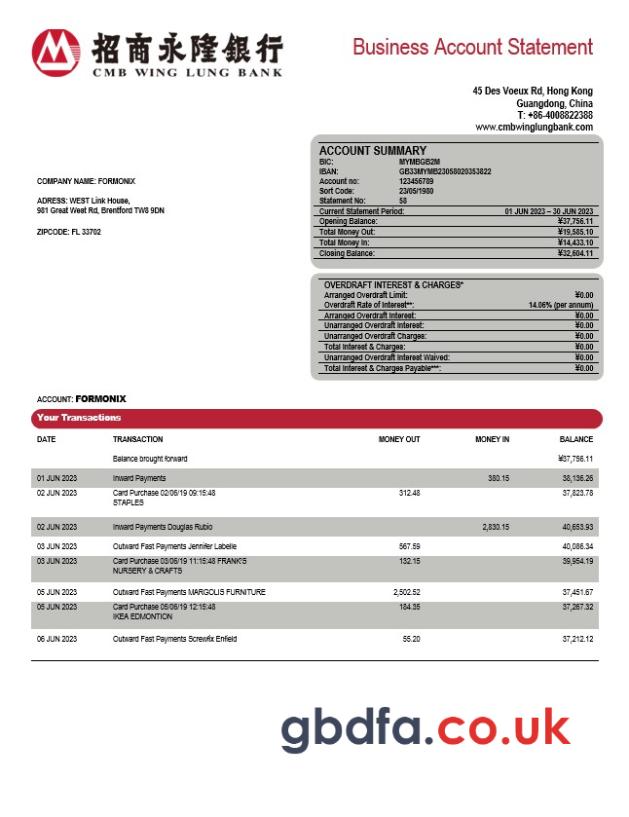 招商永隆銀行
CMB WING LUNG BANK
Business Account Statement
45 Des Voeux Rd, Hong Kong
Guangdong, China
T: +86-4008822388
www.cmbwinglungbank.com
COMPANY NAME: FORMONIX
ADRESS: WEST Link House,
981 Great West Rd, Brentford TW8 9DN
ZIPCODE: FL 33702
ACCOUNT SUMMARY
BIC: MYMBGB2M
IBAN: GB33MYMB23058020353822
Account no: 123456789
Sort Code: 23/05/1980
Statement No: 58
Current Statement Period: 01 JUN 2023 – 30 JUN 2023
Opening Balance: ¥37,756.11
Total Money Out: ¥19,585.10
Total Money In: ¥14,433.10
Closing Balance: ¥32,604.11
OVERDRAFT INTEREST & CHARGES*
Arranged Overdraft Limit: ¥0.00
Overdraft Rate of Interest**: 14.06% (per annum)
Arranged Overdraft Interest: ¥0.00
Unarranged Overdraft Interest: ¥0.00
Unarranged Overdraft Charges: ¥0.00
Total Interest & Charges: ¥0.00
Unarranged Overdraft Interest Waived: ¥0.00
Total Interest & Charges Payable***: ¥0.00
ACCOUNT: FORMONIX
Your Transactions
DATE TRANSACTION MONEY OUT MONEY IN BALANCE
Balance brought forward ¥37,756.11
01 JUN 2023 Inward Payments 380.15 38,136.26
02 JUN 2023 Card Purchase 02/06/19 09:15:48 312.48 37,823.78
STAPLES
02 JUN 2023 Inward Payments Douglas Rubio 2,830.15 40,653.93
03 JUN 2023 Outward Fast Payments Jennifer Labelle 567.59 40,086.34
03 JUN 2023 Card Purchase 03/06/19 11:15:48 FRANK'S 132.15 39,954.19
NURSERY & CRAFTS
05 JUN 2023 Outward Fast Payments MARGOLIS FURNITURE 2,502.52 37,451.67
05 JUN 2023 Card Purchase 05/06/19 12:15:48 184.35 37,267.32
IKEA EDMONTION
06 JUN 2023 Outward Fast Payments Screwfix Enfield 55.20 37,212.12
gbdfa.co.uk